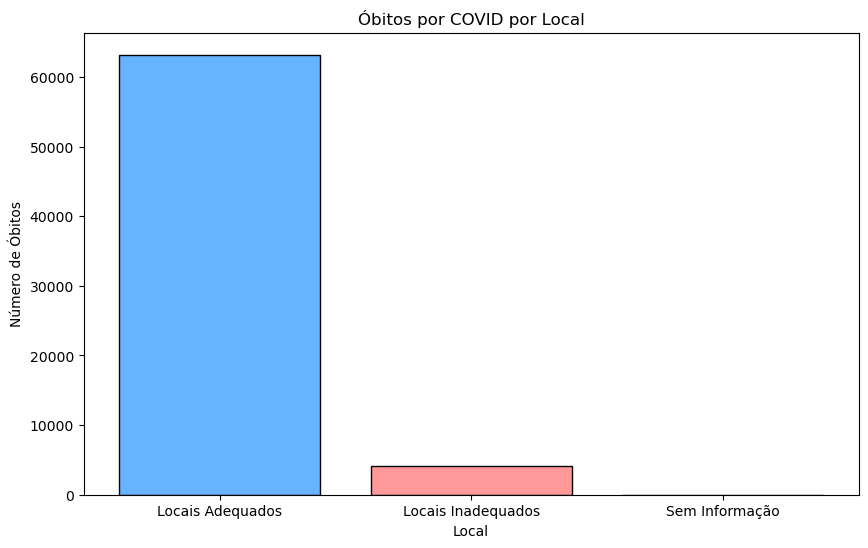 Óbitos por COVID por Local
Número de Óbitos
60000
50000
40000
30000
20000
10000
0
Locais Adequados
Locais Inadequados
Sem Informação
Local